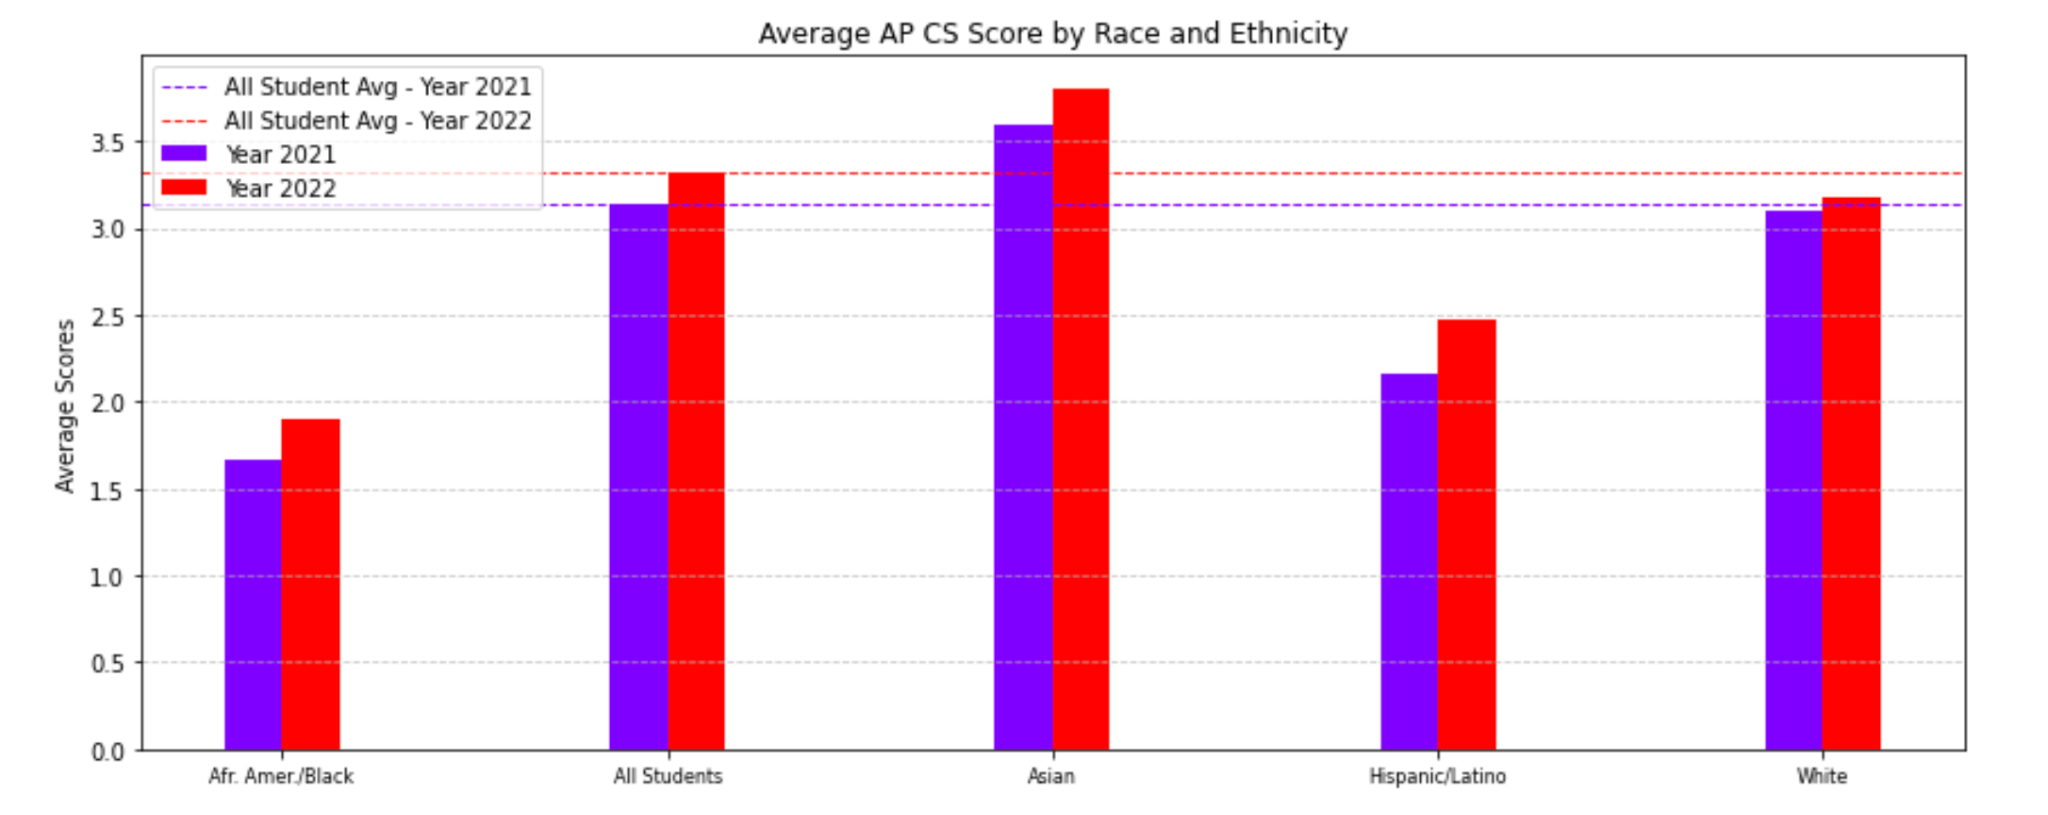 Average AP CS Score by Race and Ethnicity
All Student Avg - Year 2021
All Student Avg - Year 2022
Year 2021
Year 2022
3.5
3.0
2.5
2.0
1.5
1.0
0.5
0.0
Average Scores
Afr. Amer./Black
All Students
Asian
Hispanic/Latino
White